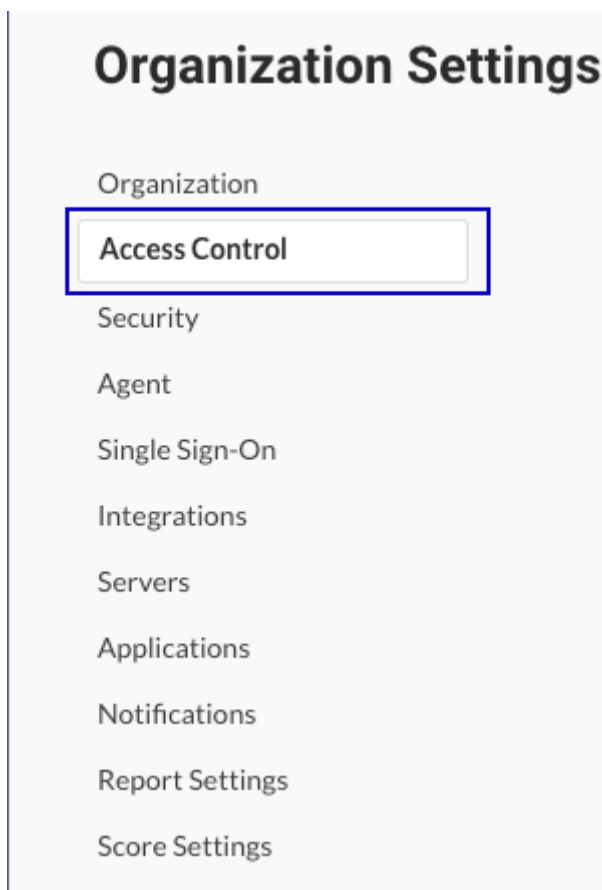 Organization Settings
Organization
Access Control
Security
Agent
Single Sign-On
Integrations
Servers
Applications
Notifications
Report Settings
Score Settings